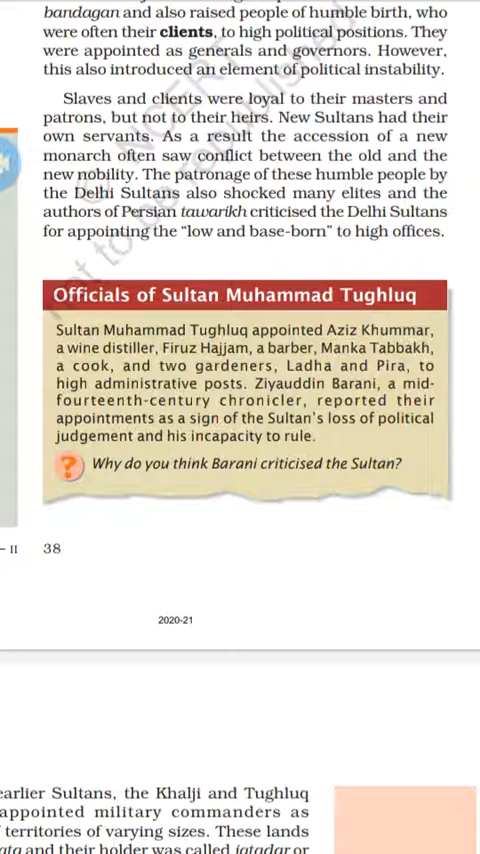 bandagan and also raised people of humble birth, who
were often their clients, to high political positions. They
were appointed as generals and governors. However,
this also introduced an element of political instability.
Slaves and clients were loyal to their masters and
patrons, but not to their heirs. New Sultans had their
own servants. As a result the accession of a new
monarch often saw conflict between the old and the
new nobility. The patronage of these humble people by
the Delhi Sultans also shocked many elites and the
authors of Persian tawarikh criticised the Delhi Sultans
for appointing the “low and base-born” to high offices.
Officials of Sultan Muhammad Tughluq
Sultan Muhammad Tughluq appointed Aziz Khummar,
a wine distiller, Firuz Hajjam, a barber, Manka Tabbakh,
a cook, and two gardeners, Ladha and Pira, to
high administrative posts. Ziyauddin Barani, a mid-
fourteenth-century chronicler, reported their
appointments as a sign of the Sultan’s loss of political
judgement and his incapacity to rule.
? Why do you think Barani criticised the Sultan?
– II 38
2020-21
earlier Sultans, the Khalji and Tughluq
appointed military commanders as
territories of varying sizes. These lands
and their holder was called iqtadar or
© NCERT
not to be republished